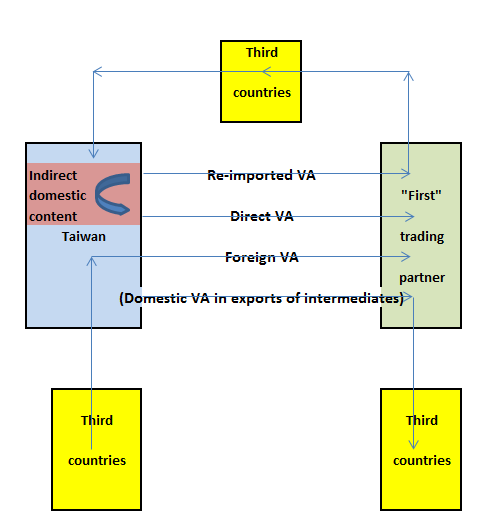 Third
countries
Indirect
domestic
content
Taiwan
Re-imported VA
Direct VA
Foreign VA
(Domestic VA in exports of intermediates)
"First"
trading
partner
Third
countries
Third
countries